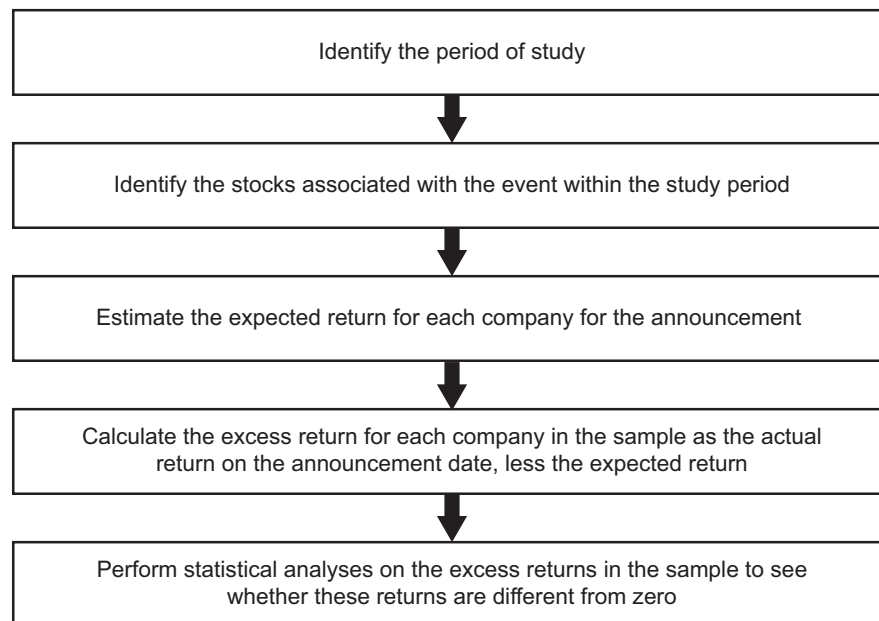 Identify the period of study
Identify the stocks associated with the event within the study period
Estimate the expected return for each company for the announcement
Calculate the excess return for each company in the sample as the actual
return on the announcement date, less the expected return
Perform statistical analyses on the excess returns in the sample to see
whether these returns are different from zero